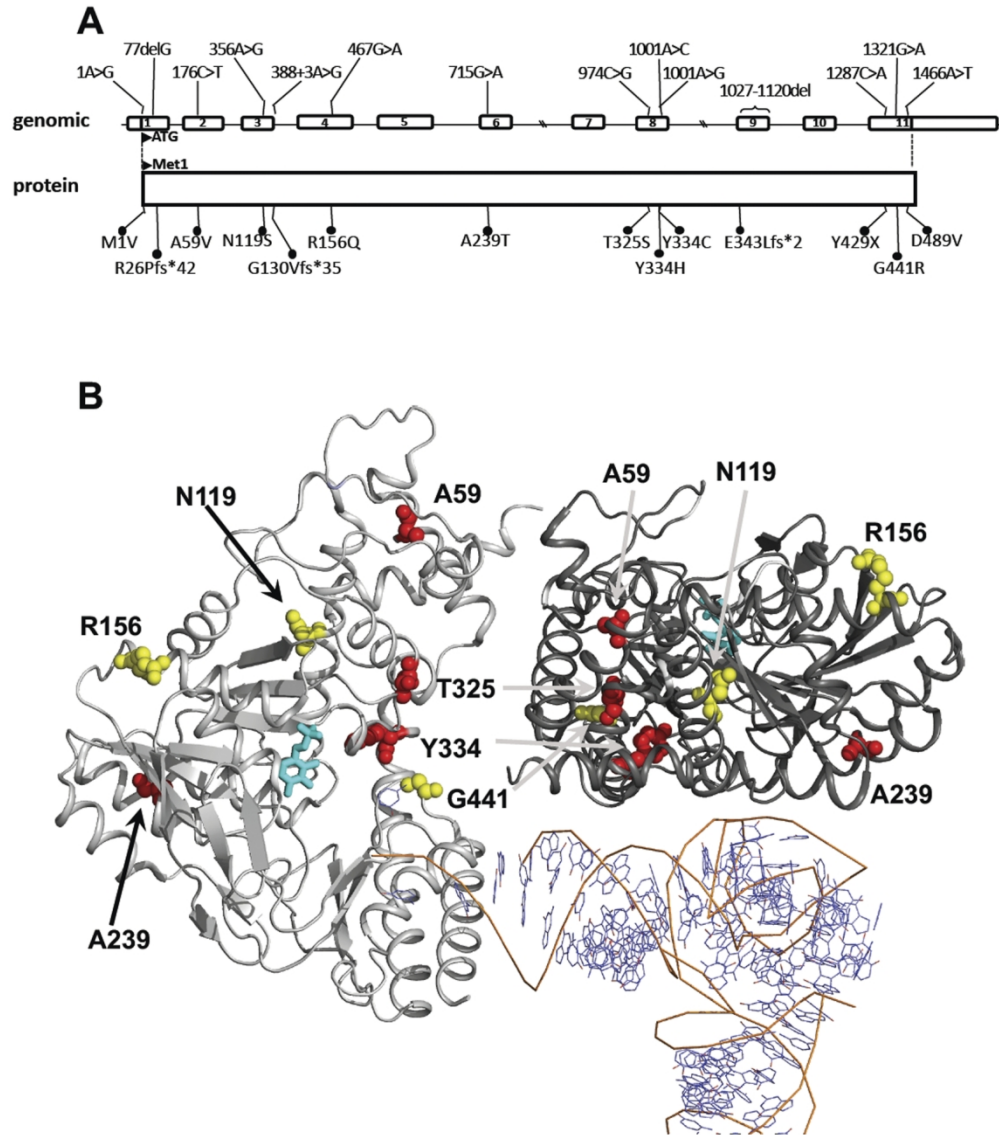 A
77delG 356A>G 467G>A 1001A>C 1321G>A
1A>G 176C>T 388+3A>G 715G>A 974C>G 1001A>G 1287C>A 1466A>T
1027-1120del
genomic 1 2 3 4 5 6 7 8 9 10 11
ATG
Met1
protein
M1V A59V N119S R156Q A239T T325S Y334C E343Lfs*2 Y429X D489V
R26Pfs*42 G130Vfs*35 Y334H G441R
B
A59 N119
N119 A59
R156
R156
T325
Y334
G441
A239
A239